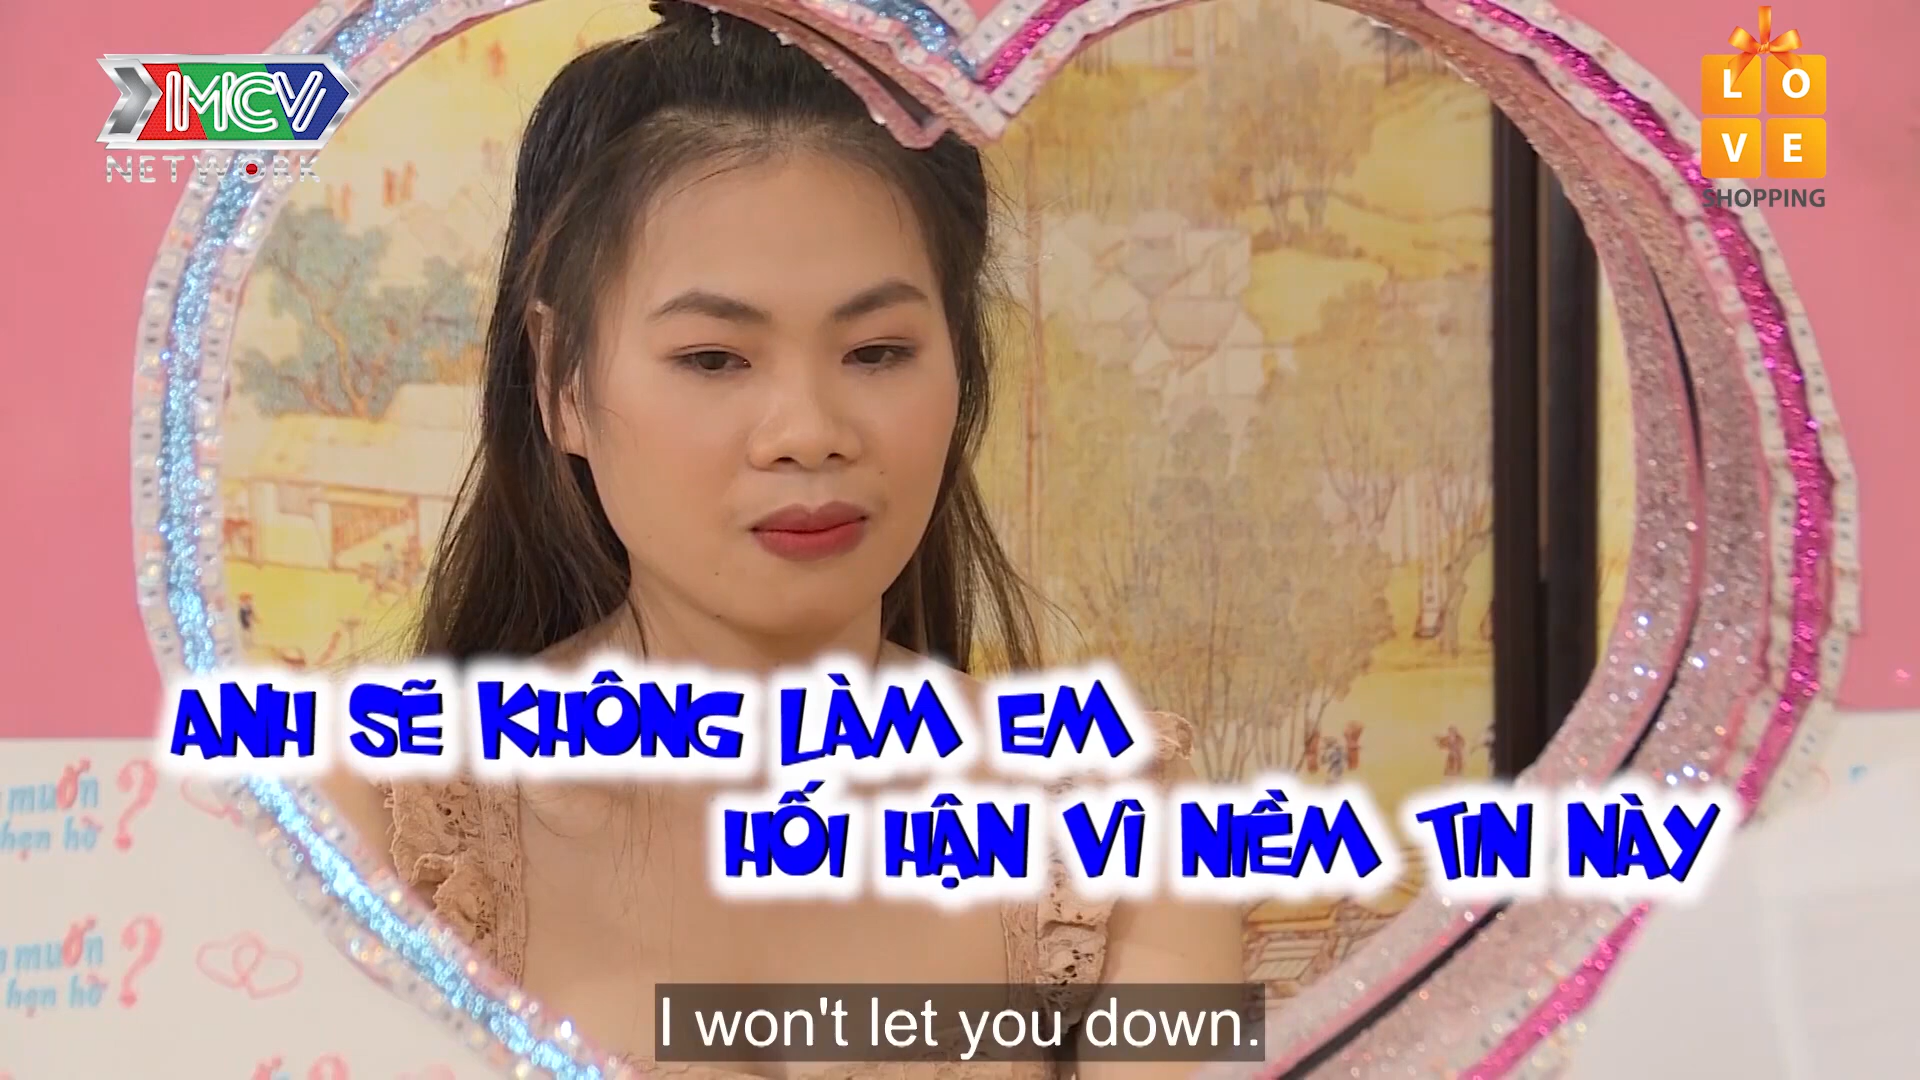 MCV
NETWORK
L O
V E
SHOPPING
ANH SẼ KHÔNG LÀM EM
HỐI HẬN VÌ NIỀM TIN NÀY
muốn
hẹn hò ?
muốn
hẹn hò ?
I won't let you down.